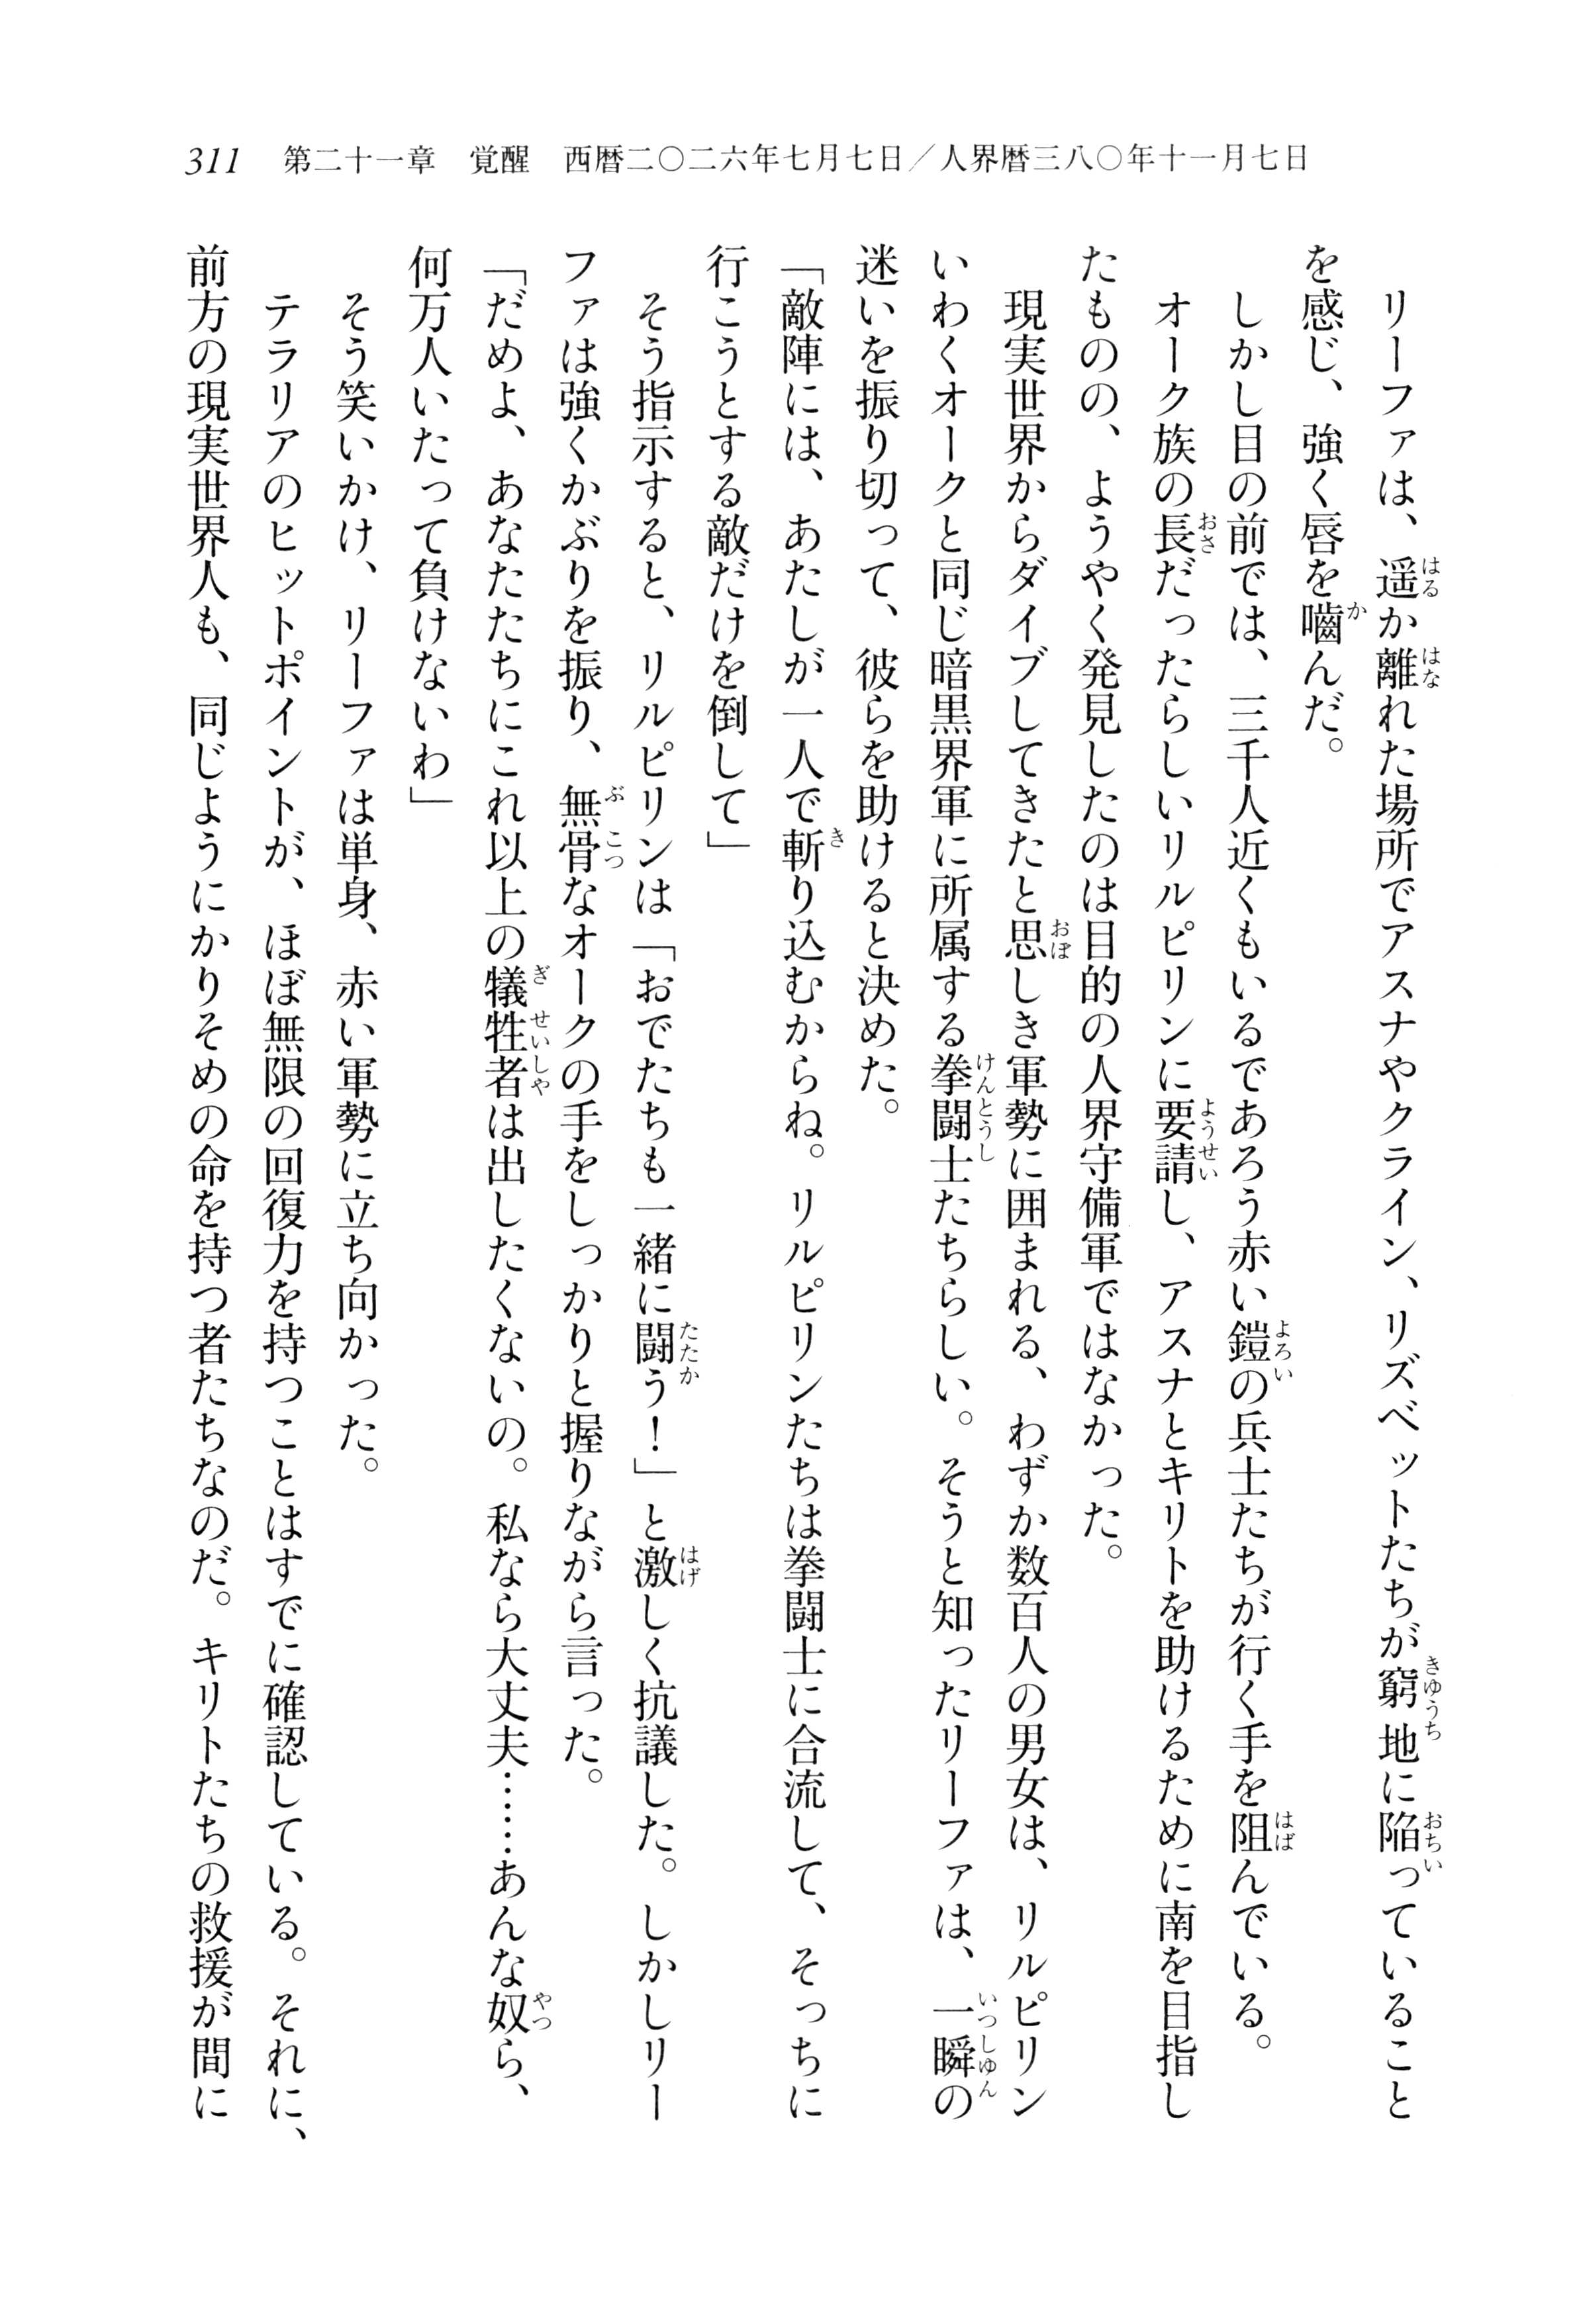 311　第二十一章　覚醒　西暦二〇二六年七月七日／人界暦三八〇年十一月七日
　リーファは、遥か離れた場所でアスナやクライン、リズベットたちが窮地に陥っていること
を感じ、強く唇を嚙んだ。
　しかし目の前では、三千人近くもいるであろう赤い鎧の兵士たちが行く手を阻んでいる。
　オーク族の長だったらしいリルピリンに要請し、アスナとキリトを助けるために南を目指し
たものの、ようやく発見したのは目的の人界守備軍ではなかった。
　現実世界からダイブしてきたと思しき軍勢に囲まれる、わずか数百人の男女は、リルピリン
いわくオークと同じ暗黒界軍に所属する拳闘士たちらしい。そうと知ったリーファは、一瞬の
迷いを振り切って、彼らを助けると決めた。
「敵陣には、あたしが一人で斬り込むからね。リルピリンたちは拳闘士に合流して、そっちに
行こうとする敵だけを倒して」
　そう指示すると、リルピリンは「おでたちも一緒に闘う！」と激しく抗議した。しかしリー
ファは強くかぶりを振り、無骨なオークの手をしっかりと握りながら言った。
「だめよ、あなたたちにこれ以上の犠牲者は出したくないの。私なら大丈夫……あんな奴ら、
何万人いたって負けないわ」
　そう笑いかけ、リーファは単身、赤い軍勢に立ち向かった。
　テラリアのヒットポイントが、ほぼ無限の回復力を持つことはすでに確認している。それに、
前方の現実世界人も、同じようにかりそめの命を持つ者たちなのだ。キリトたちの救援が間に